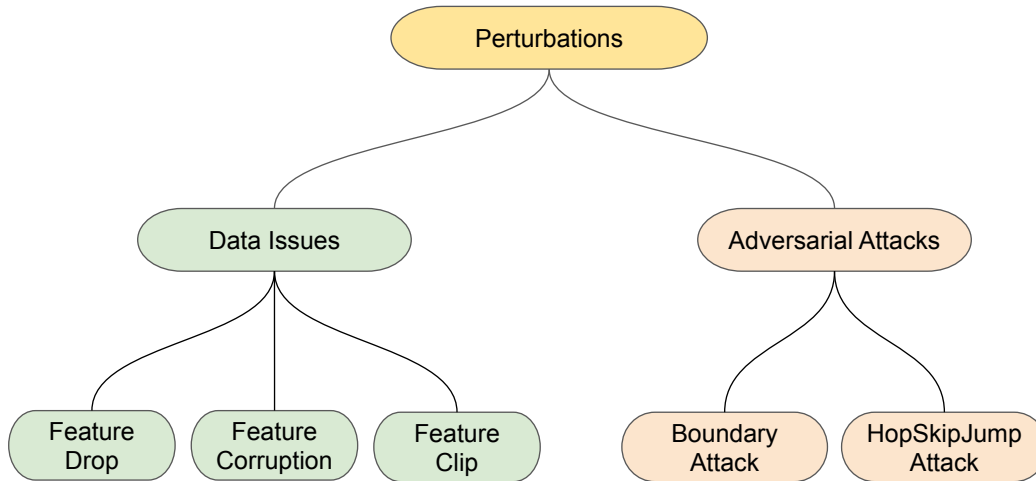 Perturbations
Data Issues
Adversarial Attacks
Feature
Drop
Feature
Corruption
Feature
Clip
Boundary
Attack
HopSkipJump
Attack